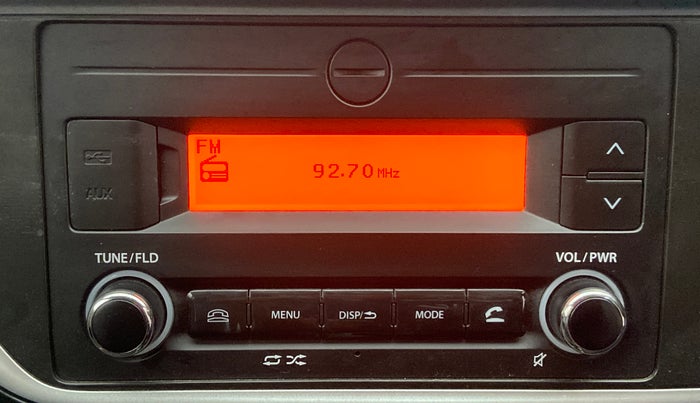 FM
92.70 MHz
AUX
TUNE/FLD
VOL/PWR
MENU
DISP/
MODE